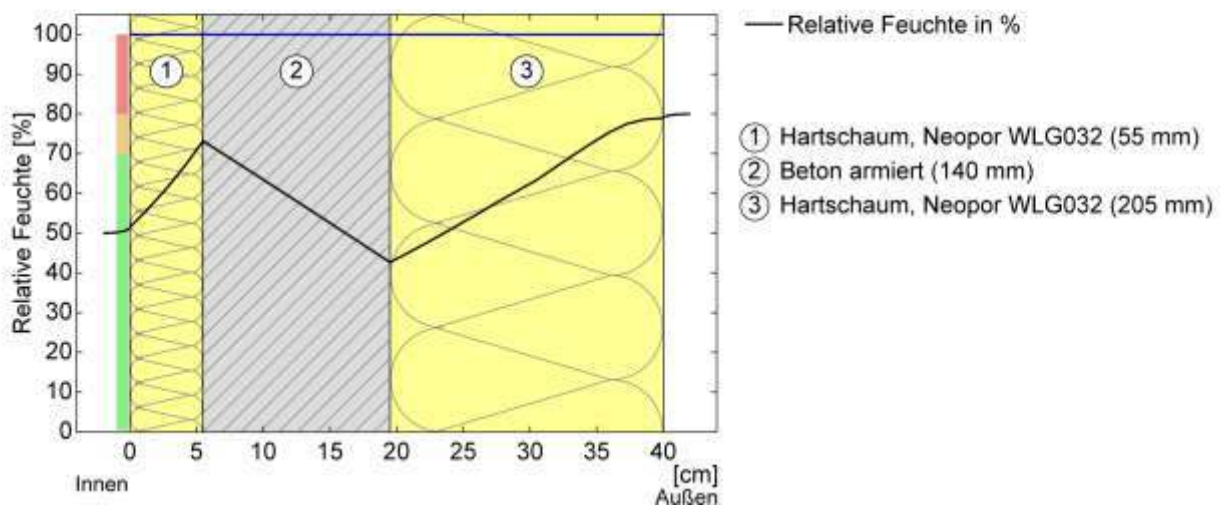 Relative Feuchte [%]
100
90
80
70
60
50
40
30
20
10
0
1
2
3
0 5 10 15 20 25 30 35 40
[cm]
Innen
Außen
Relative Feuchte in %
1 Hartschaum, Neopor WLG032 (55 mm)
2 Beton armiert (140 mm)
3 Hartschaum, Neopor WLG032 (205 mm)